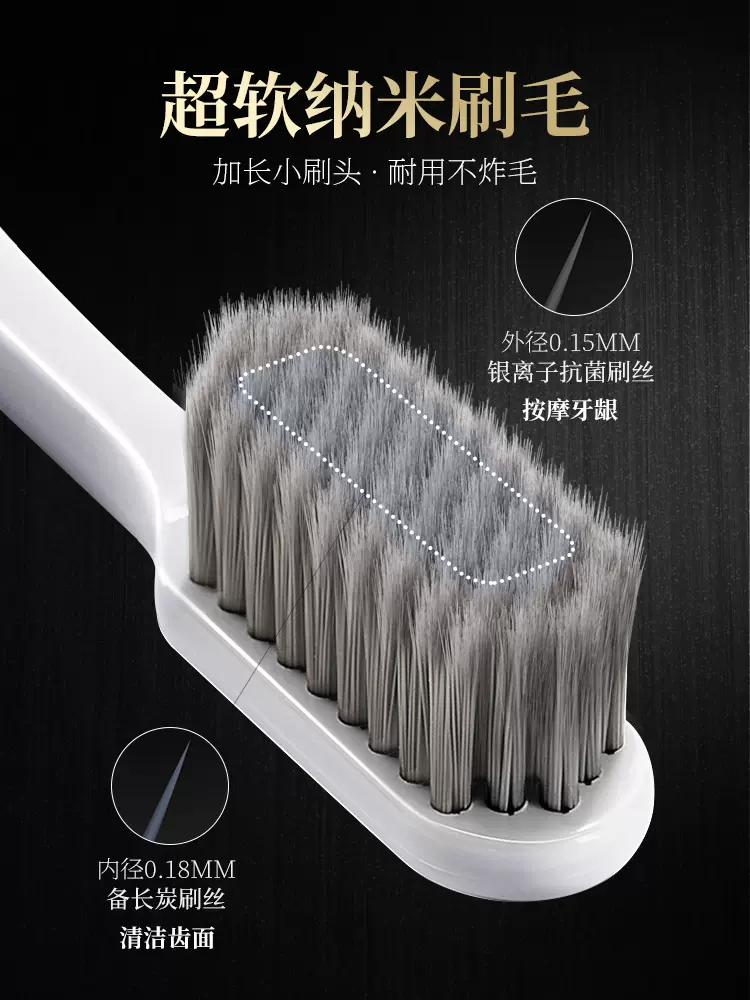 超软纳米刷毛
加长小刷头·耐用不炸毛
外径0.15MM
银离子抗菌刷丝
按摩牙龈
内径0.18MM
备长炭刷丝
清洁齿面